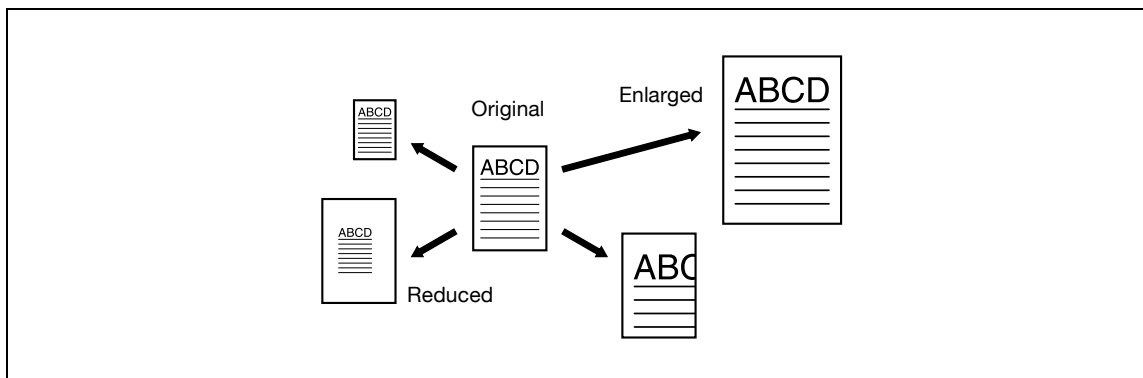 Original
Enlarged
ABCD
ABCD
ABCD
ABCD
ABC
Reduced